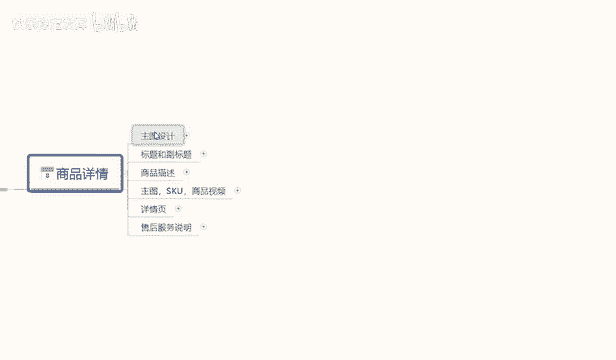 商品详情
主图设计
标题和副标题
商品描述
主图，SKU，商品视频
详情页
售后服务说明